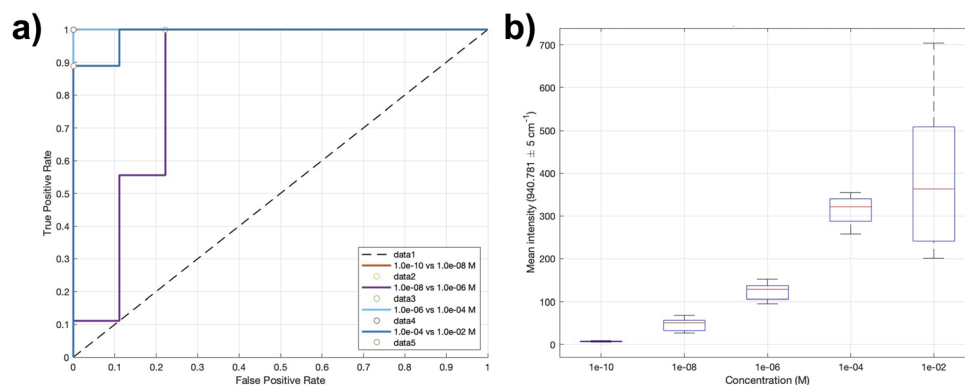 a)
1
0.9
0.8
0.7
0.6
0.5
0.4
0.3
0.2
0.1
0
True Positive Rate
0 0.1 0.2 0.3 0.4 0.5 0.6 0.7 0.8 0.9 1
False Positive Rate
data1
1.0e-10 vs 1.0e-08 M
data2
1.0e-08 vs 1.0e-06 M
data3
1.0e-06 vs 1.0e-04 M
data4
1.0e-04 vs 1.0e-02 M
data5
b)
700
600
500
400
300
200
100
0
Mean intensity (940.781 ± 5 cm⁻¹)
1e-10 1e-08 1e-06 1e-04 1e-02
Concentration (M)